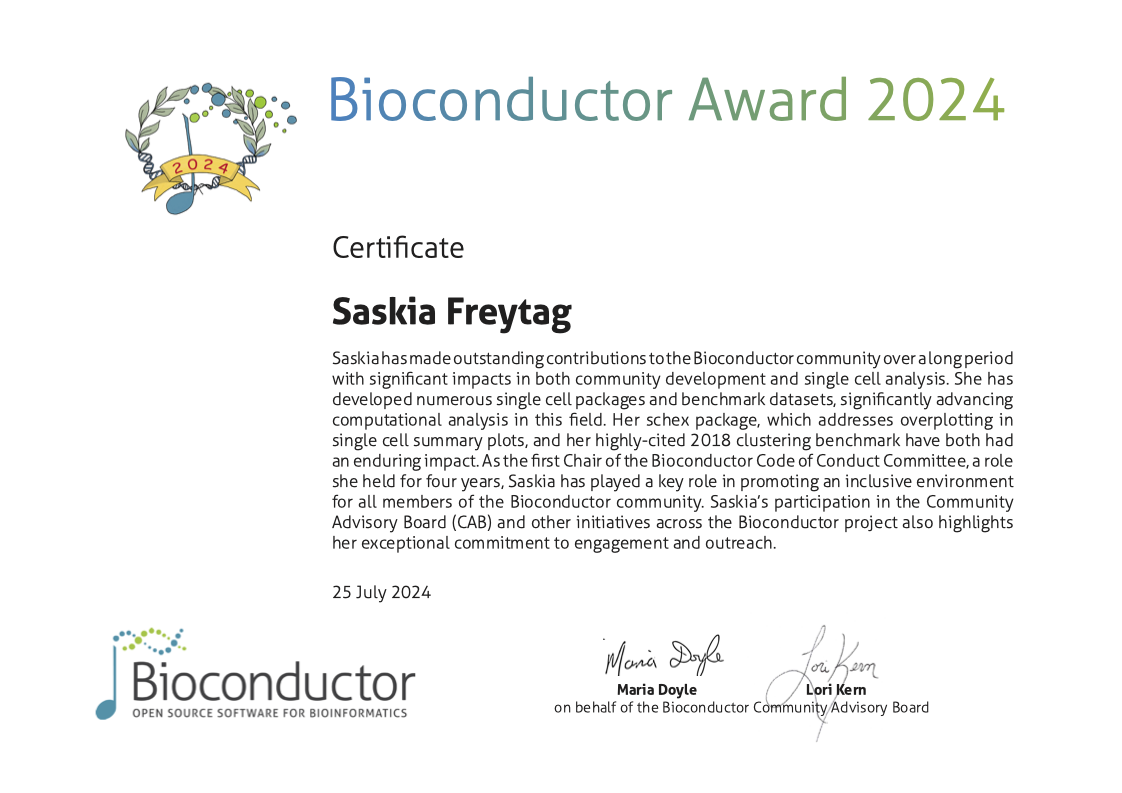 Bioconductor Award 2024
2024
Certificate
Saskia Freytag
Saskia has made outstanding contributions to the Bioconductor community over a long period
with significant impacts in both community development and single cell analysis. She has
developed numerous single cell packages and benchmark datasets, significantly advancing
computational analysis in this field. Her schex package, which addresses overplotting in
single cell summary plots, and her highly-cited 2018 clustering benchmark have both had
an enduring impact. As the first Chair of the Bioconductor Code of Conduct Committee, a role
she held for four years, Saskia has played a key role in promoting an inclusive environment
for all members of the Bioconductor community. Saskia's participation in the Community
Advisory Board (CAB) and other initiatives across the Bioconductor project also highlights
her exceptional commitment to engagement and outreach.
25 July 2024
Bioconductor
OPEN SOURCE SOFTWARE FOR BIOINFORMATICS
Maria Doyle
Lori Kern
Maria Doyle
Lori Kern
on behalf of the Bioconductor Community Advisory Board